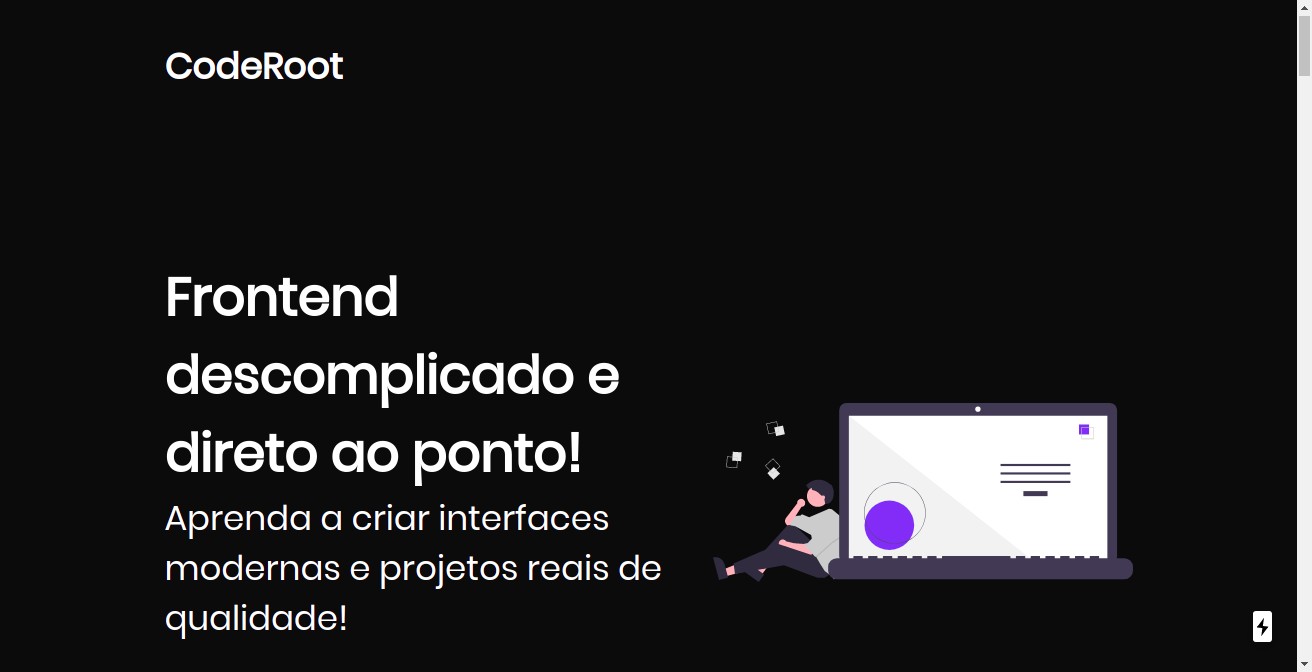 CodeRoot
Frontend
descomplicado e
direto ao ponto!
Aprenda a criar interfaces
modernas e projetos reais de
qualidade!